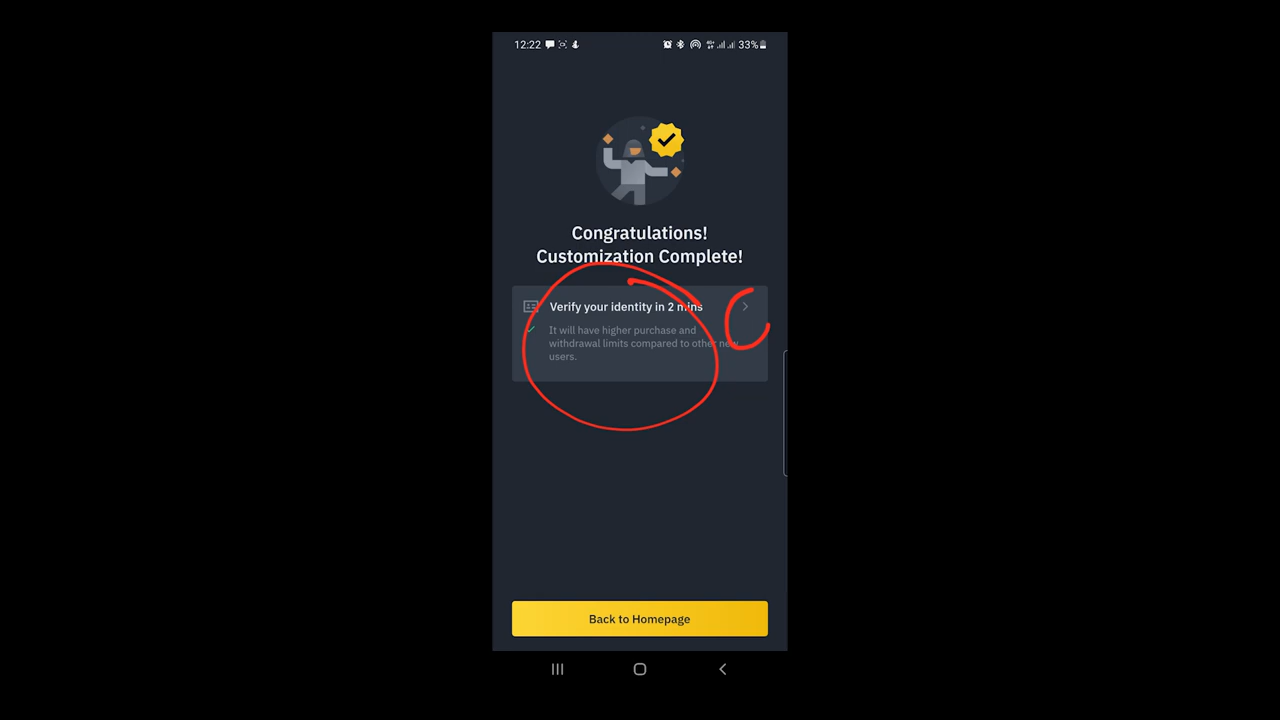 12:22
33%
Congratulations!
Customization Complete!
Verify your identity in 2 mins
It will have higher purchase and
withdrawal limits compared to other new
users.
Back to Homepage